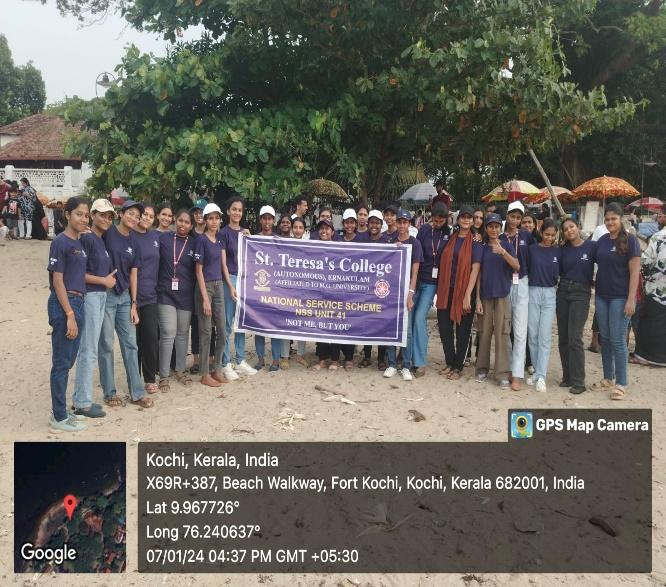 St. Teresa's College
(AUTONOMOUS), ERNAKULAM
(AFFILIATED TO M.G. UNIVERSITY)
NATIONAL SERVICE SCHEME
NSS UNIT 41
'NOT ME, BUT YOU'
GPS Map Camera
Kochi, Kerala, India
X69R+387, Beach Walkway, Fort Kochi, Kochi, Kerala 682001, India
Lat 9.967726°
Long 76.240637°
07/01/24 04:37 PM GMT +05:30
Google